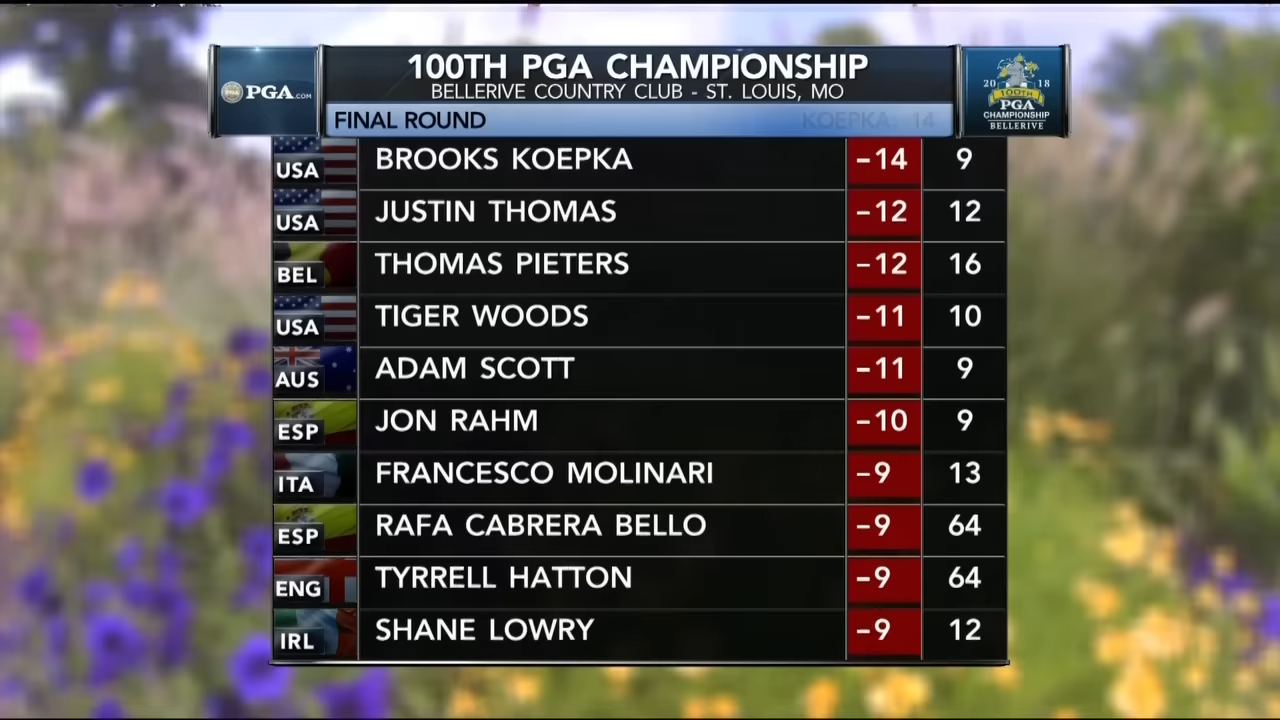 100TH PGA CHAMPIONSHIP
BELLERIVE COUNTRY CLUB - ST. LOUIS, MO
PGA.COM
2018
100TH
PGA
CHAMPIONSHIP
BELLERIVE
FINAL ROUND KOEPKA 14
USA BROOKS KOEPKA -14 9
USA JUSTIN THOMAS -12 12
BEL THOMAS PIETERS -12 16
USA TIGER WOODS -11 10
AUS ADAM SCOTT -11 9
ESP JON RAHM -10 9
ITA FRANCESCO MOLINARI -9 13
ESP RAFA CABRERA BELLO -9 64
ENG TYRRELL HATTON -9 64
IRL SHANE LOWRY -9 12